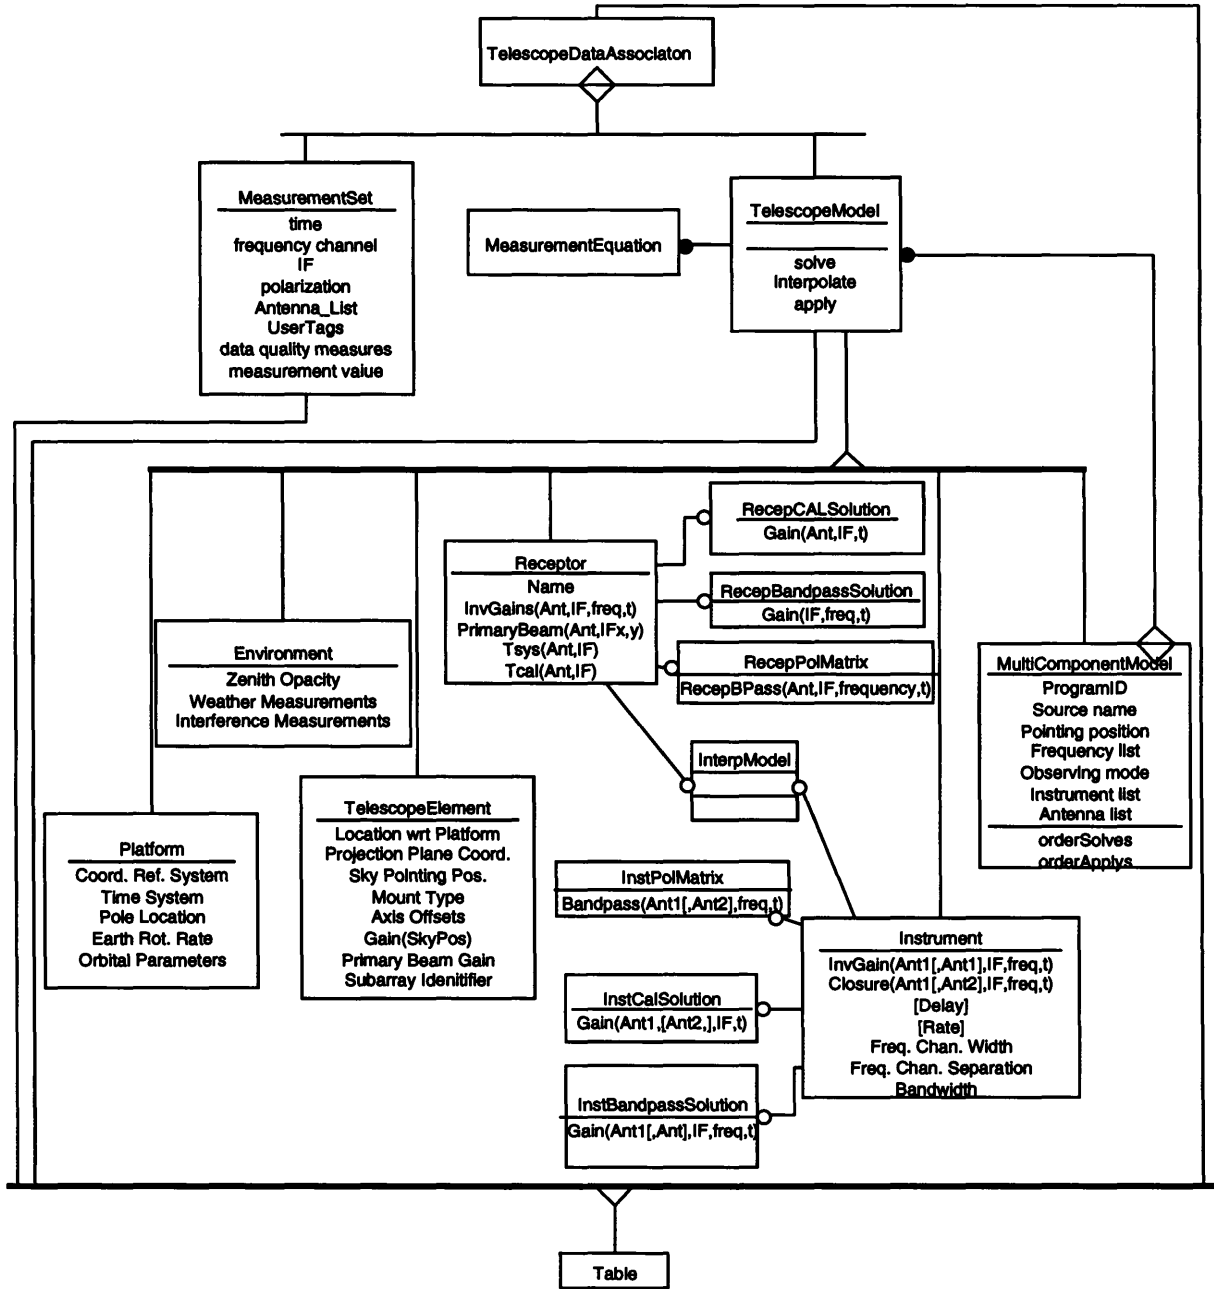 TelescopeDataAssociaton
MeasurementSet
time
frequency channel
IF
polarization
Antenna_List
UserTags
data quality measures
measurement value
MeasurementEquation
TelescopeModel
solve
Interpolate
apply
RecepCALSolution
Gain(Ant,IF,t)
Receptor
Name
InvGains(Ant,IF,freq,t)
PrimaryBeam(Ant,IFx,y)
Tsys(Ant,IF)
Tcal(Ant,IF)
RecepBandpassSolution
Gain(IF,freq,t)
RecepPolMatrix
RecepBPass(Ant,IF,frequency,t)
Environment
Zenith Opacity
Weather Measurements
Interference Measurements
MultiComponentModel
ProgramID
Source name
Pointing position
Frequency list
Observing mode
Instrument list
Antenna list
orderSolves
orderApplys
InterpModel
TelescopeElement
Location wrt Platform
Projection Plane Coord.
Sky Pointing Pos.
Mount Type
Axis Offsets
Gain(SkyPos)
Primary Beam Gain
Subarray Idenitifier
Platform
Coord. Ref. System
Time System
Pole Location
Earth Rot. Rate
Orbital Parameters
InstPolMatrix
Bandpass(Ant1[,Ant2],freq,t)
Instrument
InvGain(Ant1[,Ant1],IF,freq,t)
Closure(Ant1[,Ant2],IF,freq,t)
[Delay]
[Rate]
Freq. Chan. Width
Freq. Chan. Separation
Bandwidth
InstCalSolution
Gain(Ant1,[Ant2,],IF,t)
InstBandpassSolution
Gain(Ant1[,Ant],IF,freq,t)
Table